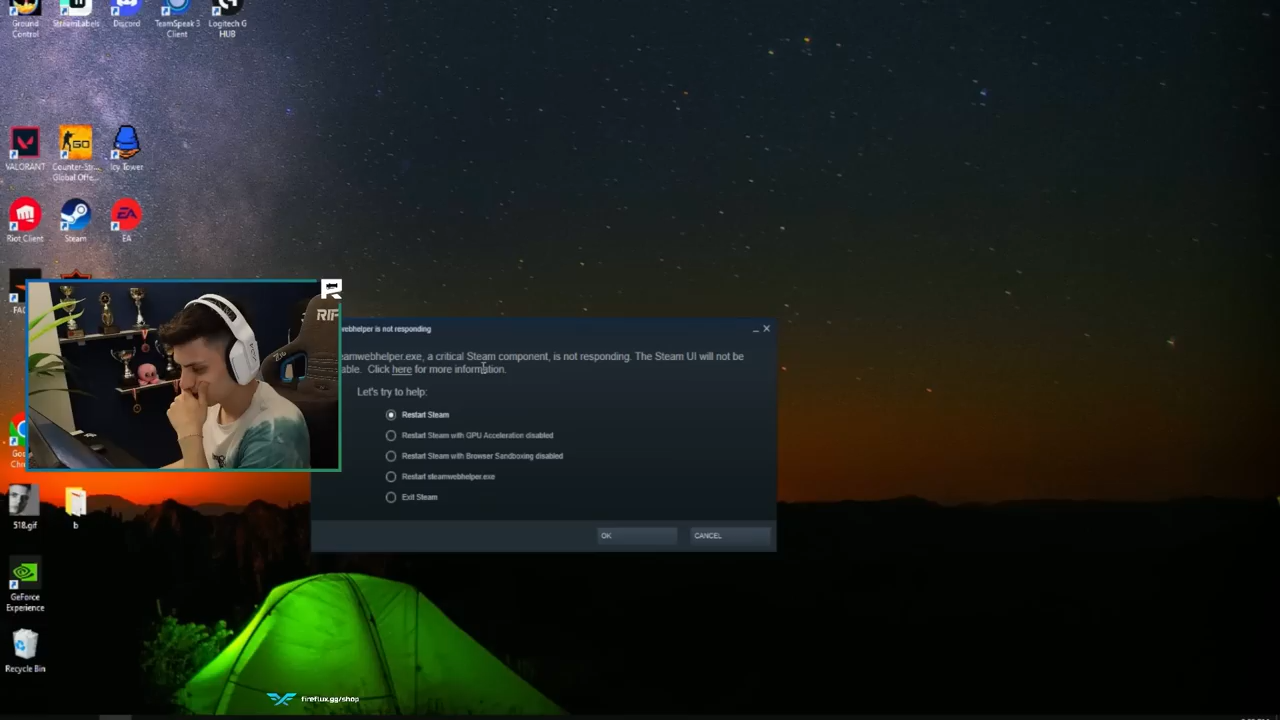 Ground
Control
StreamLabels
Discord
TeamSpeak 3
Client
Logitech G
HUB
VALORANT
Counter-Str...
Global Offe...
Icy Tower
Riot Client
Steam
EA
RIF
webhelper is not responding
eamwebhelper.exe, a critical Steam component, is not responding. The Steam UI will not be
able. Click here for more information.
Let's try to help:
Restart Steam
Restart Steam with GPU Acceleration disabled
Restart Steam with Browser Sandboxing disabled
Restart steamwebhelper.exe
Exit Steam
OK
CANCEL
518.gif
b
GeForce
Experience
Recycle Bin
fireflux.gg/shop